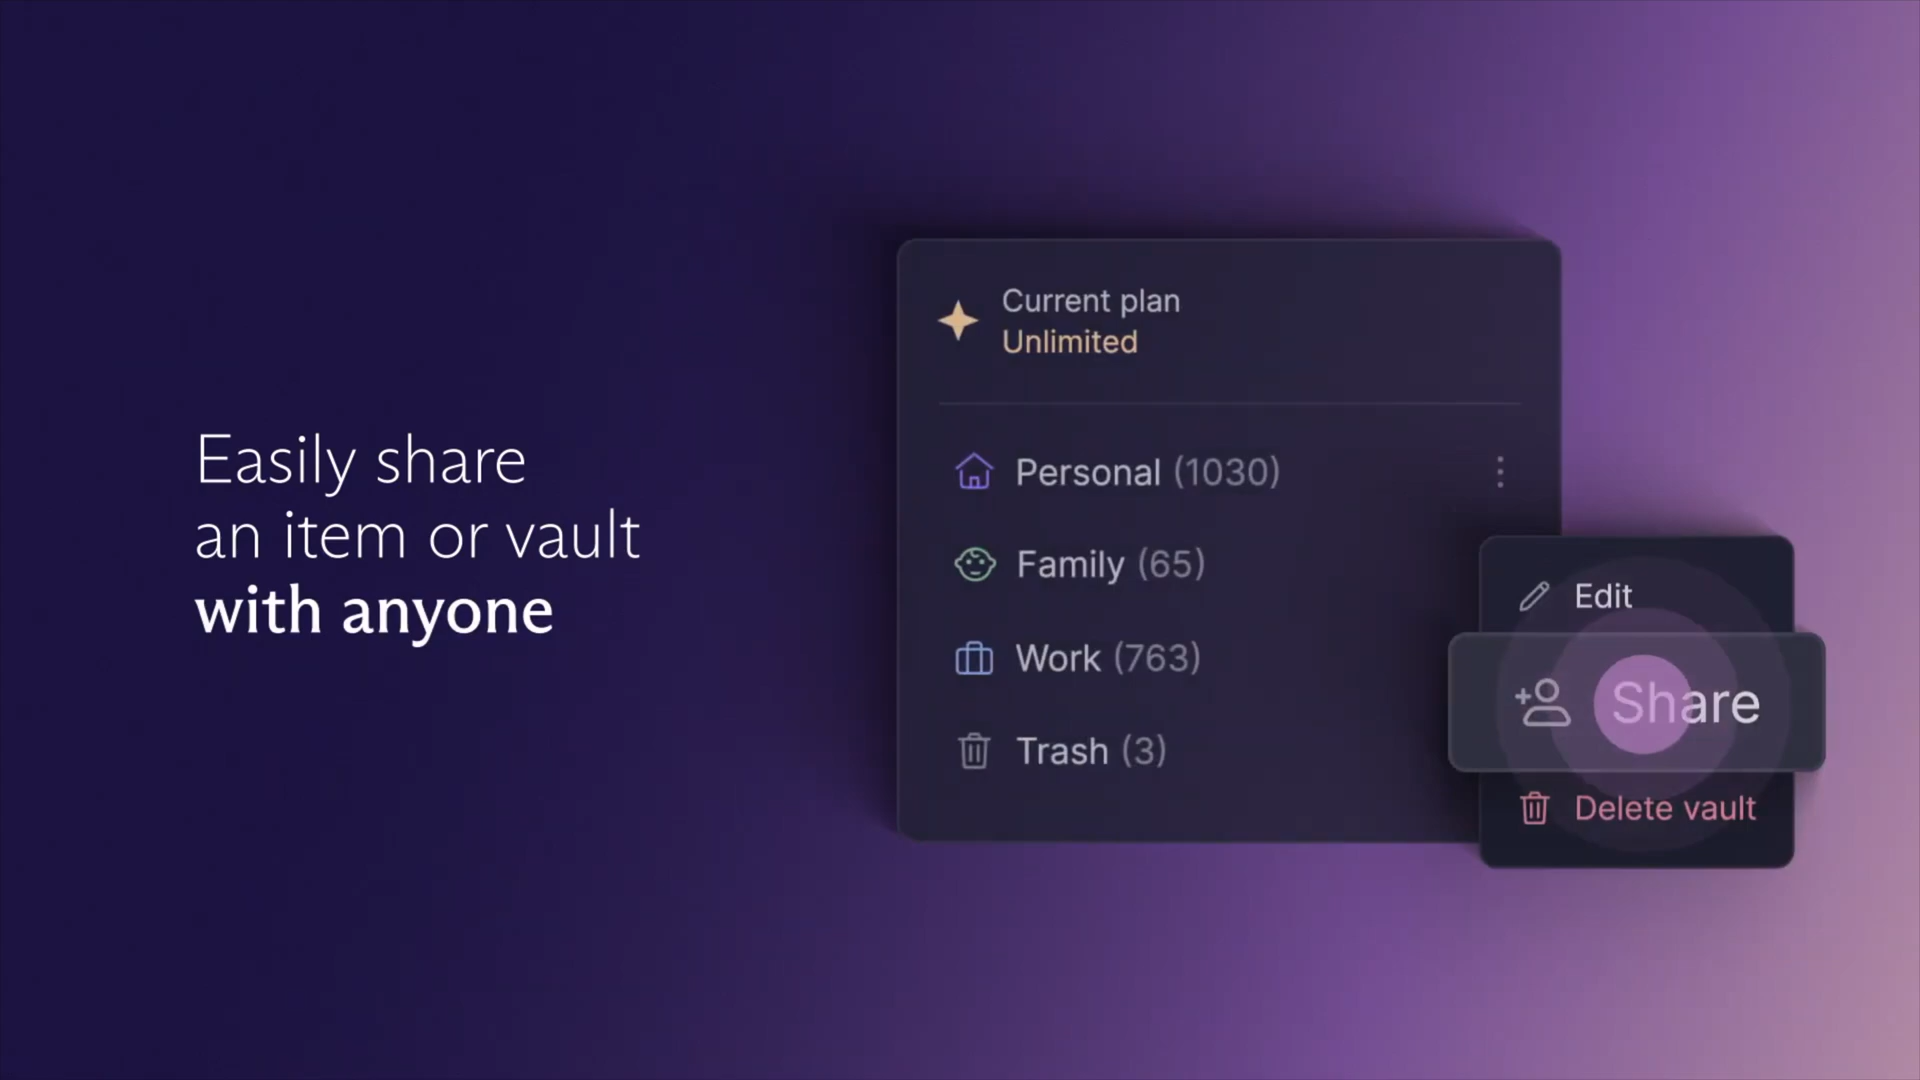 Easily share
an item or vault
with anyone
Current plan
Unlimited
Personal (1030)
Family (65)
Work (763)
Trash (3)
Edit
Share
Delete vault